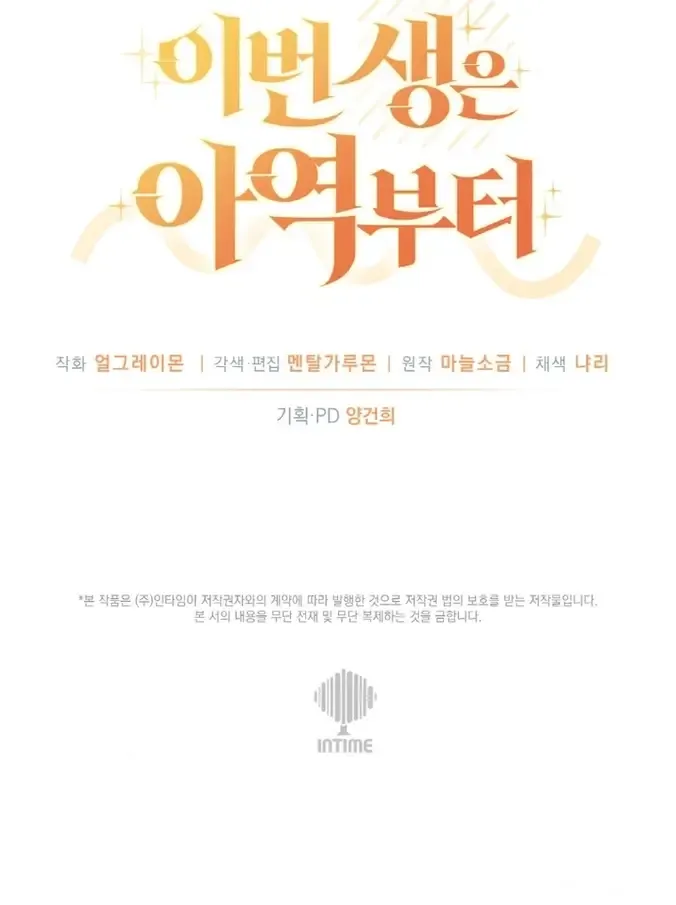 이번 생은
아역부터
작화 얼그레이몬 | 각색·편집 멘탈가루몬 | 원작 마늘소금 | 채색 냐리
기획·PD 양건희
*본 작품은 (주)인타임이 저작권자와의 계약에 따라 발행한 것으로 저작권 법의 보호를 받는 저작물입니다.
본 서의 내용을 무단 전재 및 무단 복제하는 것을 금합니다.
INTIME